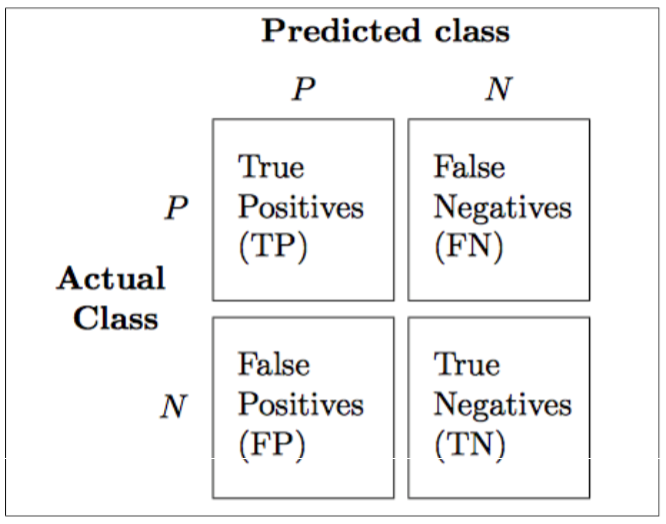 Predicted class
P N
True
Positives
(TP)
False
Negatives
(FN)
P
Actual
Class
False
Positives
(FP)
True
Negatives
(TN)
N